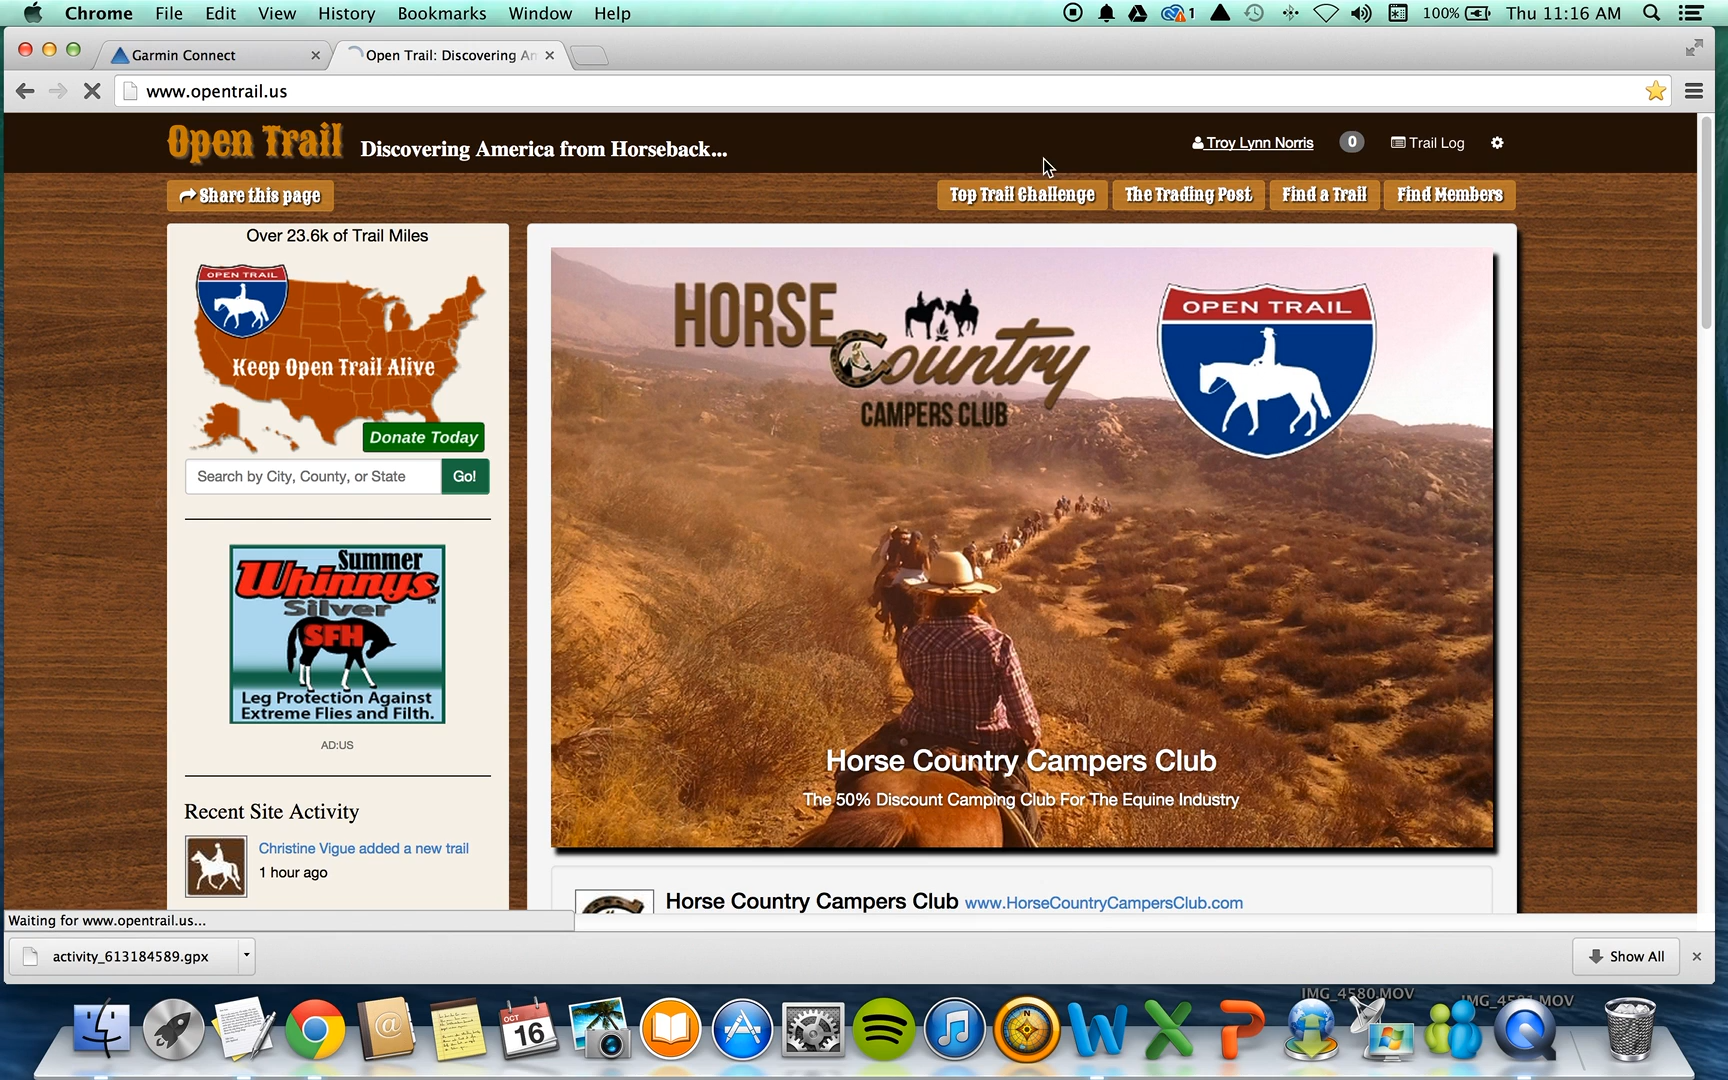 Chrome File Edit View History Bookmarks Window Help 1 100% Thu 11:16 AM
Garmin Connect
Open Trail: Discovering An
www.opentrail.us
Open Trail Discovering America from Horseback... Troy Lynn Norris 0 Trail Log
Share this page Top Trail Challenge The Trading Post Find a Trail Find Members
Over 23.6k of Trail Miles
OPEN TRAIL
Keep Open Trail Alive
Donate Today
Search by City, County, or State Go!
Summer
Whinnys
TM
Silver
SFH
Leg Protection Against
Extreme Flies and Filth.
AD:US
Recent Site Activity
Christine Vigue added a new trail
1 hour ago
HORSE
Country
CAMPERS CLUB
OPEN TRAIL
Horse Country Campers Club
The 50% Discount Camping Club For The Equine Industry
Horse Country Campers Club www.HorseCountryCampersClub.com
Waiting for www.opentrail.us...
activity_613184589.gpx Show All
IMG_4580.MOV
OCT
16